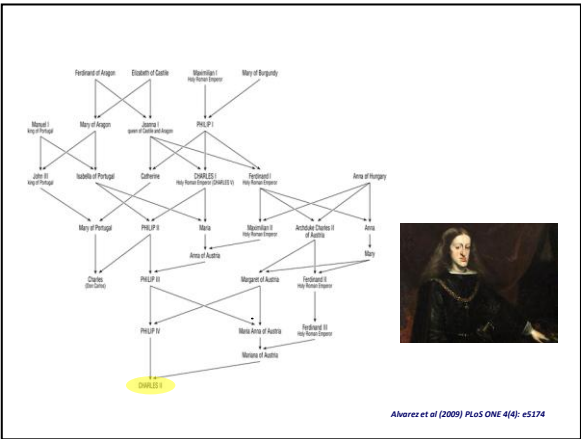 Ferdinand of Aragon
Elizabeth of Castile
Maximilian I
Holy Roman Emperor
Mary of Burgundy
Manuel I
king of Portugal
Mary of Aragon
Joanna I
queen of Castile and Aragon
PHILIP I
John III
king of Portugal
Isabella of Portugal
Catherine
CHARLES I
Holy Roman Emperor (CHARLES V)
Ferdinand I
Holy Roman Emperor
Anna of Hungary
Mary of Portugal
PHILIP II
Maria
Maximilian II
Holy Roman Emperor
Archduke Charles II
of Austria
Anna
Anna of Austria
Mary
Charles
(Don Carlos)
PHILIP III
Margaret of Austria
Ferdinand II
Holy Roman Emperor
PHILIP IV
Maria Anna of Austria
Ferdinand III
Holy Roman Emperor
Mariana of Austria
CHARLES II
Alvarez et al (2009) PLoS ONE 4(4): e5174